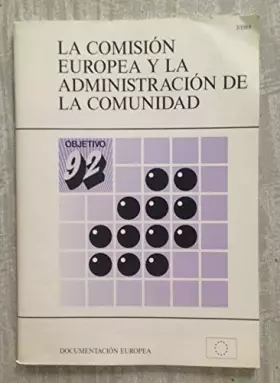 LA COMISIÓN
EUROPEA Y LA
ADMINISTRACIÓN DE
LA COMUNIDAD
OBJETIVO
92
DOCUMENTACIÓN EUROPEA